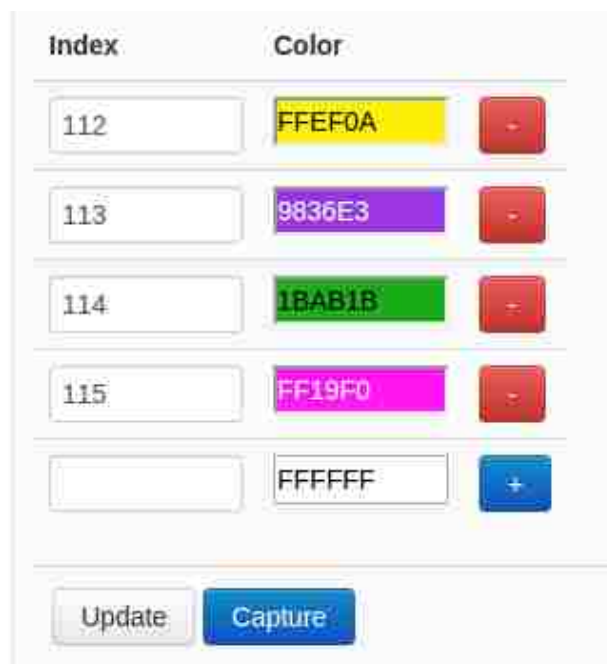 Index Color
112 FFEF0A -
113 9836E3 -
114 1BAB1B -
115 FF19F0 -
FFFFFF +
Update Capture